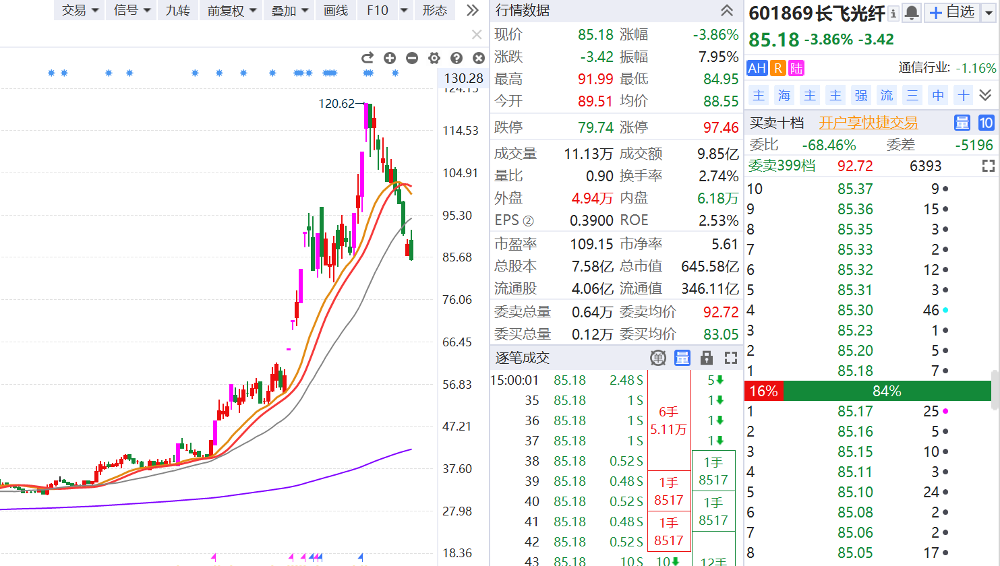 交易 信号 九转 前复权 叠加 画线 F10 形态
120.62
130.28
124.13
114.53
104.91
95.30
85.68
76.06
66.45
56.83
47.21
37.60
27.98
18.36
行情数据
现价 85.18 涨幅 -3.86%
涨跌 -3.42 振幅 7.95%
最高 91.99 最低 84.95
今开 89.51 均价 88.55
跌停 79.74 涨停 97.46
成交量 11.13万 成交额 9.85亿
量比 0.90 换手率 2.74%
外盘 4.94万 内盘 6.18万
EPS ② 0.3900 ROE 2.53%
市盈率 109.15 市净率 5.61
总股本 7.58亿 总市值 645.58亿
流通股 4.06亿 流通值 346.11亿
委卖总量 0.64万 委卖均价 92.72
委买总量 0.12万 委买均价 83.05
逐笔成交 单 量
15:00:01 85.18 2.48 S
35 85.18 1 S
36 85.18 1 S
37 85.18 1 S
38 85.18 0.52 S
39 85.18 0.48 S
40 85.18 0.52 S
41 85.18 0.48 S
42 85.18 0.52 S
43 85.18 10 S
6手
5.11万
1手
8517
1手
8517
10
5
1
1
1
1手
8517
1手
8517
12手
601869 长飞光纤 i 自选
85.18 -3.86% -3.42
AH R 陆 通信行业: -1.16%
主 海 主 主 强 流 三 中 十
买卖十档 开户享快捷交易 量 10
委比 -68.46% 委差 -5196
委卖399档 92.72 6393
10 85.37 9
9 85.36 15
8 85.35 3
7 85.33 2
6 85.32 12
5 85.31 3
4 85.30 46
3 85.23 1
2 85.20 5
1 85.18 7
16% 84%
1 85.17 25
2 85.16 5
3 85.15 10
4 85.11 3
5 85.10 24
6 85.08 2
7 85.06 2
8 85.05 17